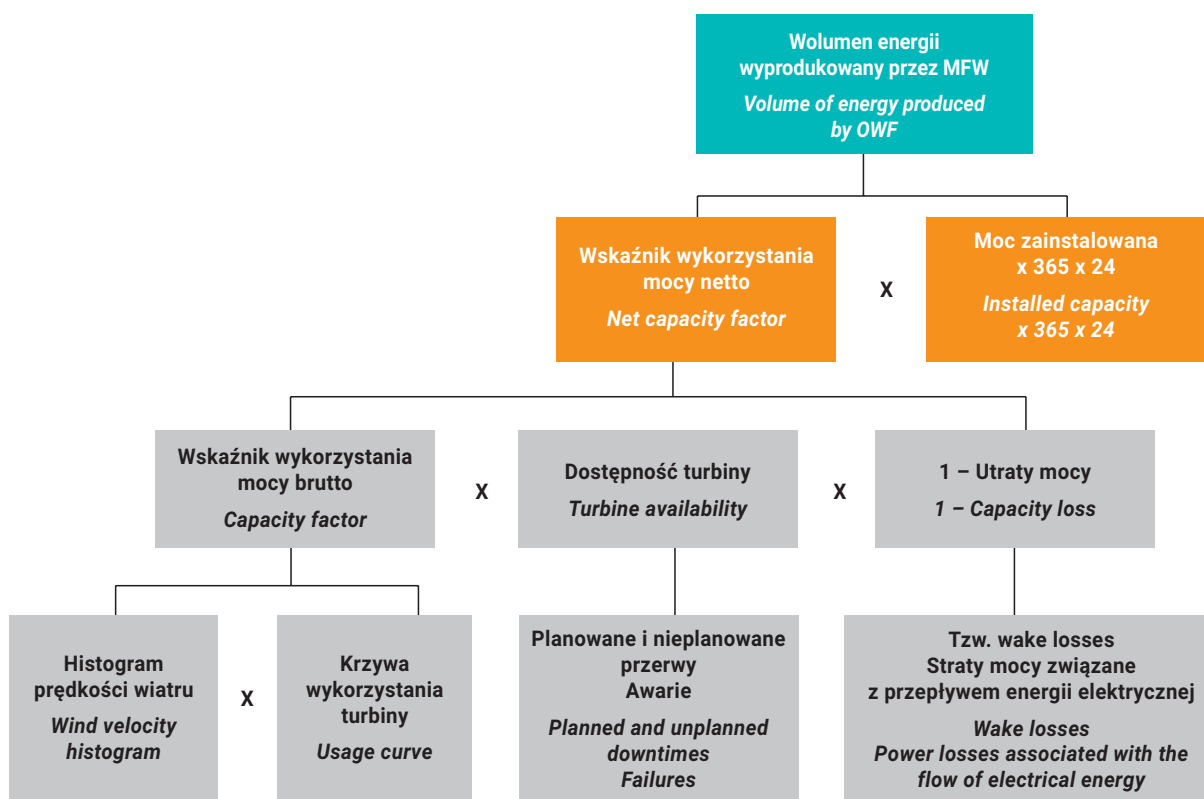 Wolumen energii
wyprodukowany przez MFW
Volume of energy produced
by OWF
Wskaźnik wykorzystania
mocy netto
Net capacity factor
X
Moc zainstalowana
x 365 x 24
Installed capacity
x 365 x 24
Wskaźnik wykorzystania
mocy brutto
Capacity factor
X
Dostępność turbiny
Turbine availability
X
1 – Utraty mocy
1 – Capacity loss
Histogram
prędkości wiatru
Wind velocity
histogram
X
Krzywa
wykorzystania
turbiny
Usage curve
Planowane i nieplanowane
przerwy
Awarie
Planned and unplanned
downtimes
Failures
Tzw. wake losses
Straty mocy związane
z przepływem energii elektrycznej
Wake losses
Power losses associated with the
flow of electrical energy